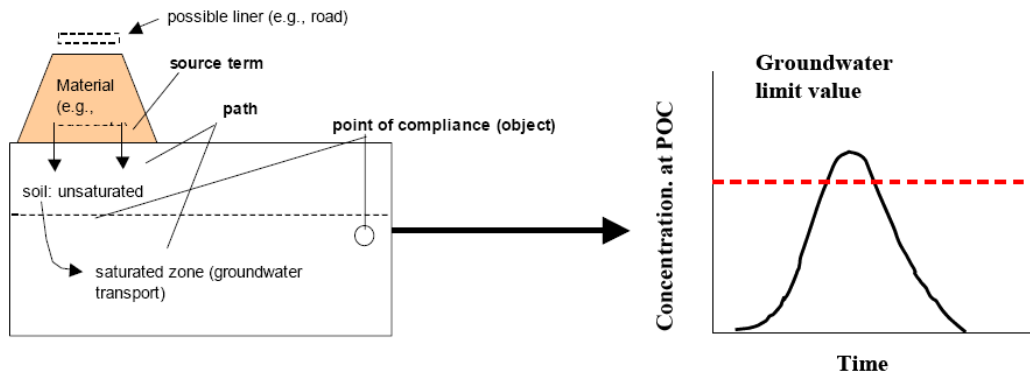 possible liner (e.g., road)
source term
Material
(e.g.,
path
point of compliance (object)
soil: unsaturated
saturated zone (groundwater
transport)
Groundwater
limit value
Concentration. at POC
Time